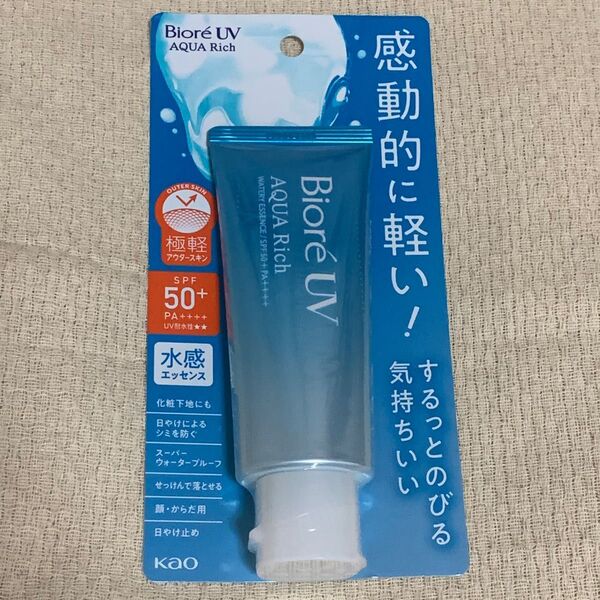 Bioré UV
AQUA Rich
感動的に軽い!
するっとのびる
気持ちいい
OUTER SKIN
極軽
アウタースキン
SPF
50+
PA++++
UV耐水性★★
水感
エッセンス
化粧下地にも
日やけによる
シミを防ぐ
スーパー
ウォータープルーフ
せっけんで落とせる
顔・からだ用
日やけ止め
Kao
Bioré UV
AQUA Rich
WATERY ESSENCE/SPF50+ PA++++